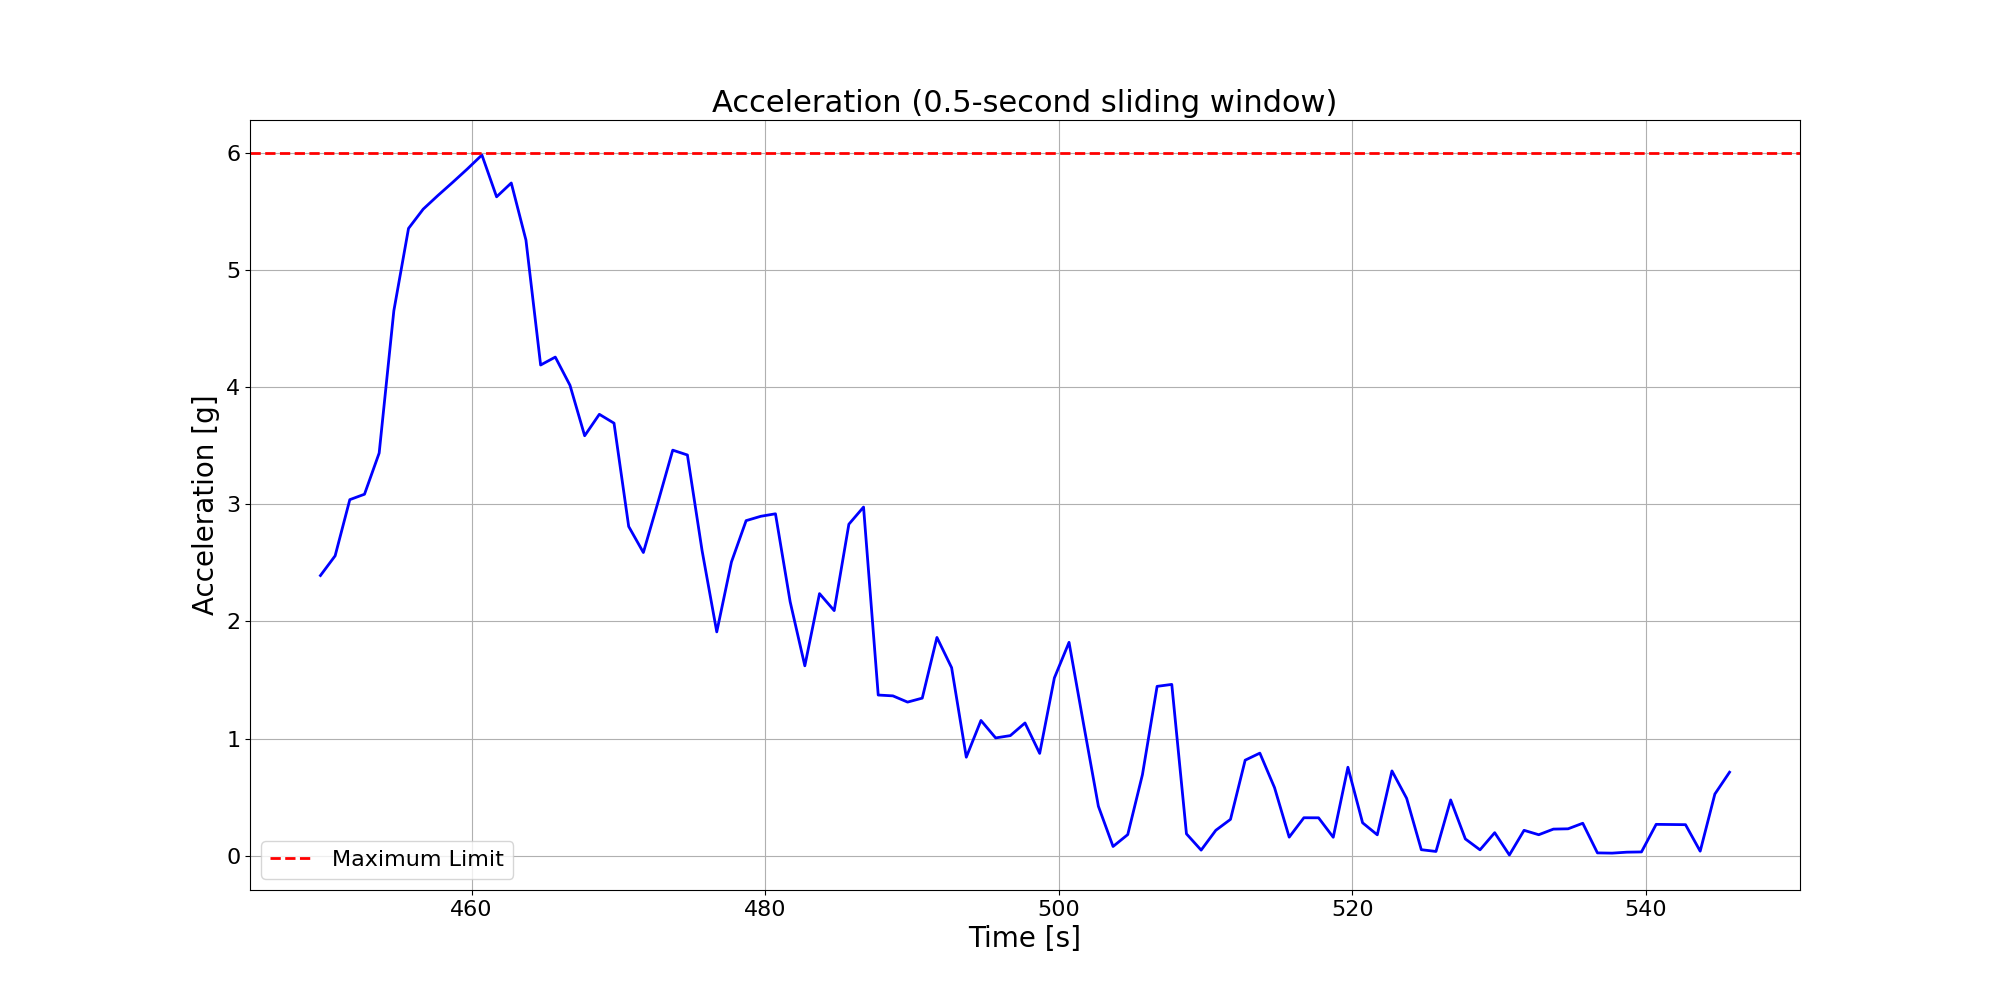 Acceleration (0.5-second sliding window)
Acceleration [g]
6
5
4
3
2
1
0
Maximum Limit
460 480 500 520 540
Time [s]